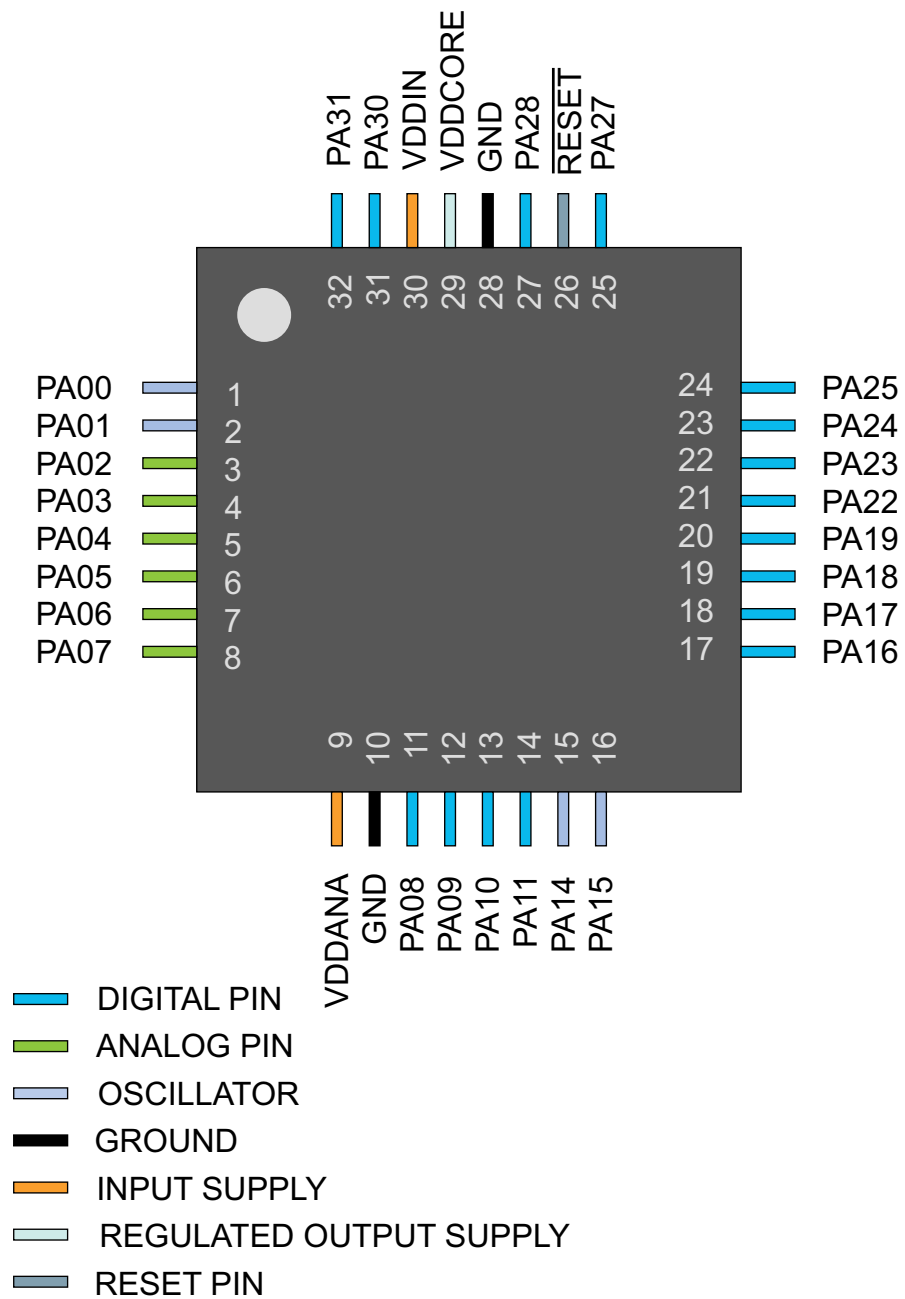 PA31
PA30
VDDIN
VDDCORE
GND
PA28
RESET
PA27
32
31
30
29
28
27
26
25
PA00 1
PA01 2
PA02 3
PA03 4
PA04 5
PA05 6
PA06 7
PA07 8
24 PA25
23 PA24
22 PA23
21 PA22
20 PA19
19 PA18
18 PA17
17 PA16
9
10
11
12
13
14
15
16
VDDANA
GND
PA08
PA09
PA10
PA11
PA14
PA15
DIGITAL PIN
ANALOG PIN
OSCILLATOR
GROUND
INPUT SUPPLY
REGULATED OUTPUT SUPPLY
RESET PIN